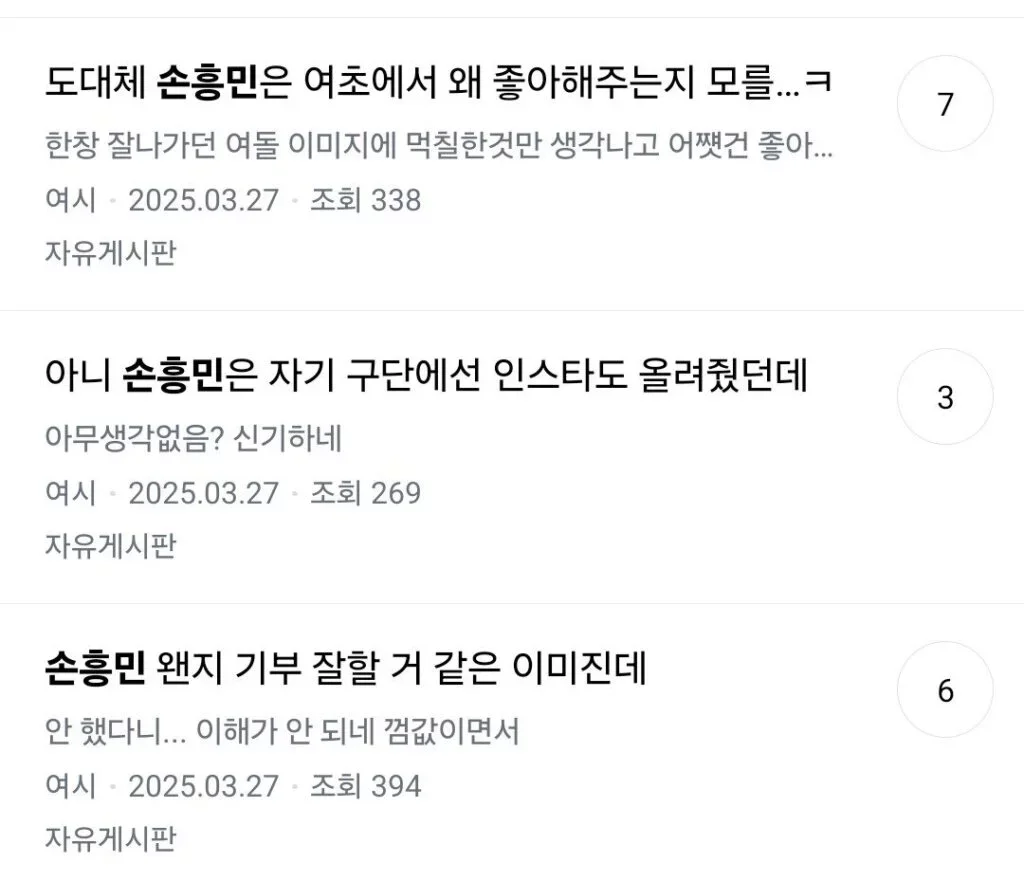 도대체 손흥민은 여초에서 왜 좋아해주는지 모를...ㅋ
7
한창 잘나가던 여돌 이미지에 먹칠한것만 생각나고 어쨋건 좋아...
여시 · 2025.03.27 · 조회 338
자유게시판
아니 손흥민은 자기 구단에선 인스타도 올려줬던데
3
아무생각없음? 신기하네
여시 · 2025.03.27 · 조회 269
자유게시판
손흥민 왠지 기부 잘할 거 같은 이미진데
6
안 했다니... 이해가 안 되네 껌값이면서
여시 · 2025.03.27 · 조회 394
자유게시판